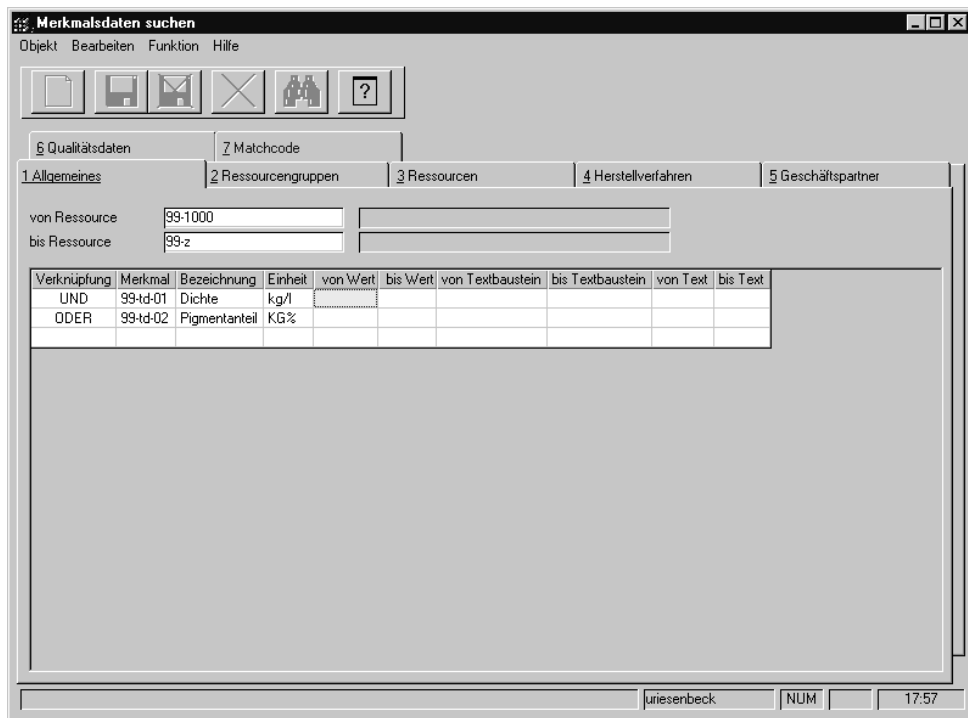 Merkmalsdaten suchen
Objekt Bearbeiten Funktion Hilfe
?
6 Qualitätsdaten 7 Matchcode
1 Allgemeines 2 Ressourcengruppen 3 Ressourcen 4 Herstellverfahren 5 Geschäftspartner
von Ressource 99-1000
bis Ressource 99-z
Verknüpfung Merkmal Bezeichnung Einheit von Wert bis Wert von Textbaustein bis Textbaustein von Text bis Text
UND 99-td-01 Dichte kg/l
ODER 99-td-02 Pigmentanteil KG%
uriesenbeck NUM 17:57